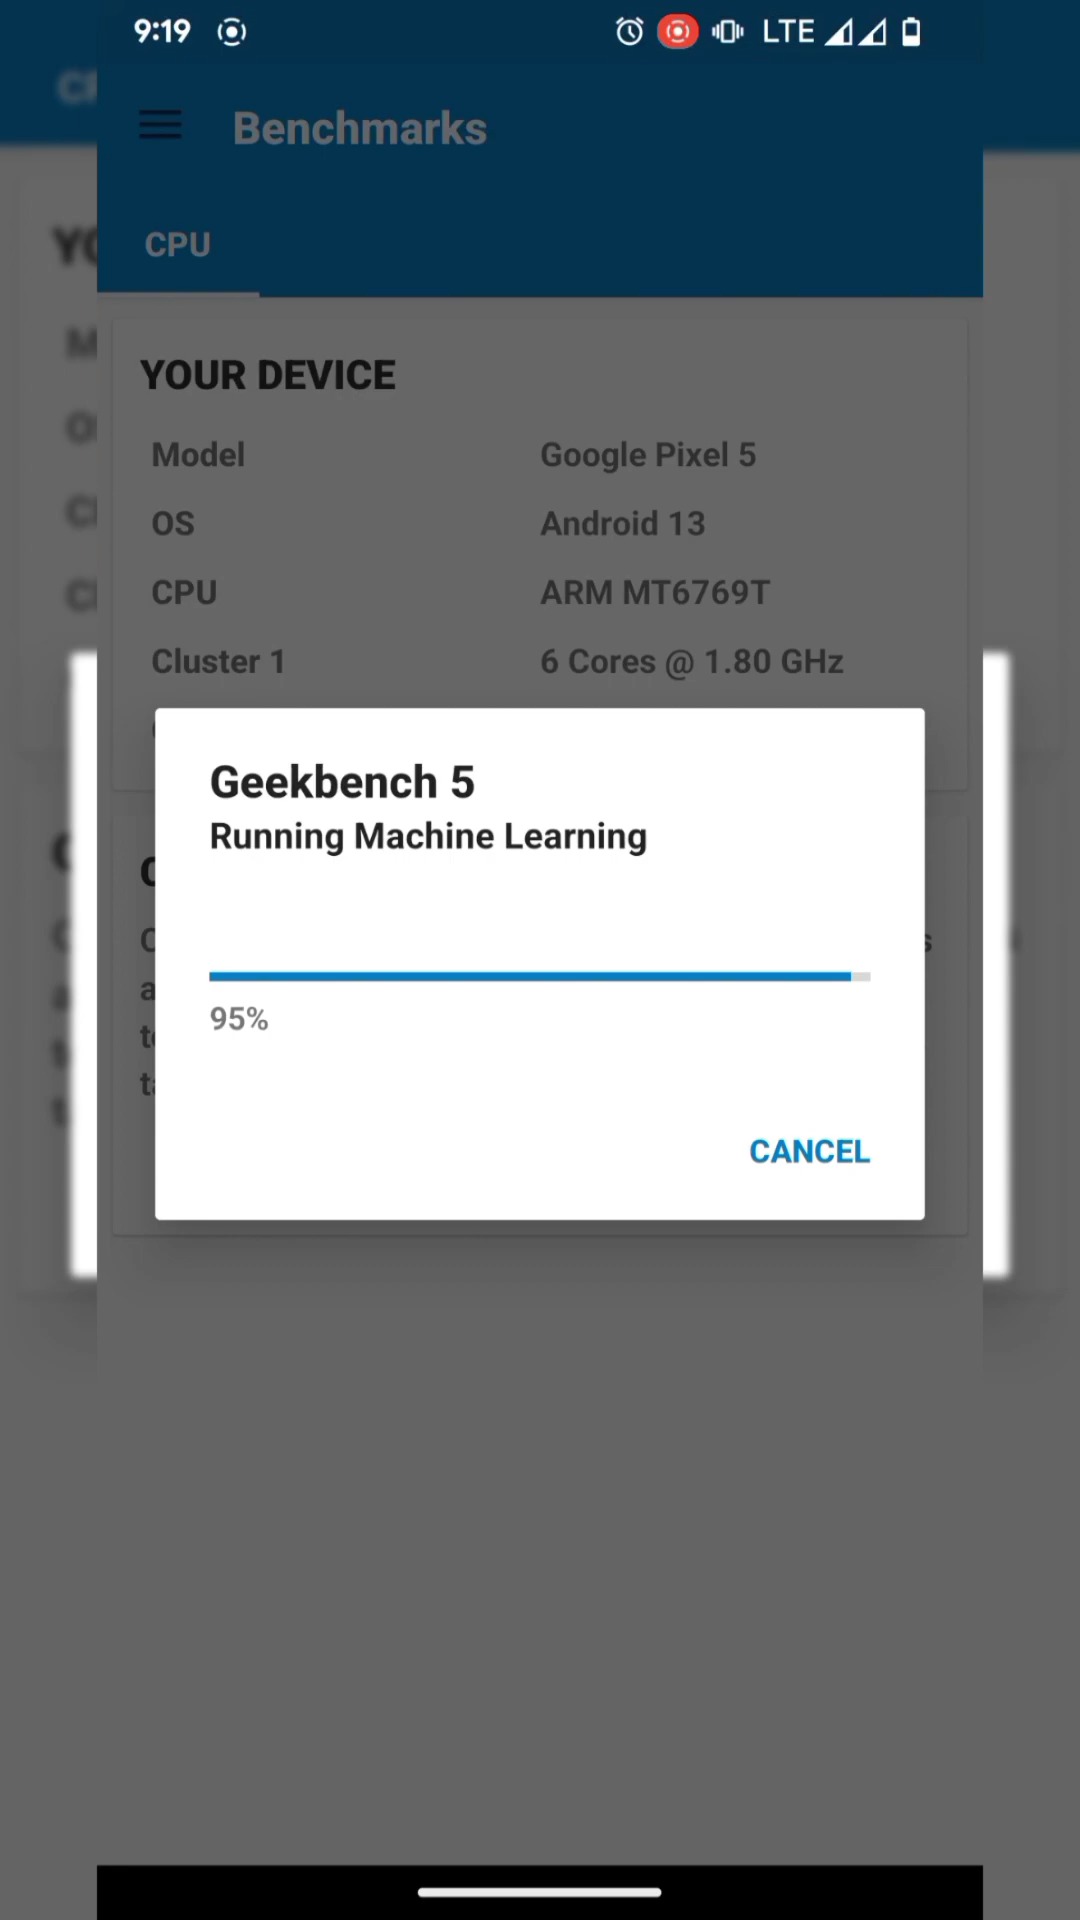 9:19 LTE
Benchmarks
CPU
YOUR DEVICE
Model Google Pixel 5
OS Android 13
CPU ARM MT6769T
Cluster 1 6 Cores @ 1.80 GHz
Geekbench 5
Running Machine Learning
95%
CANCEL